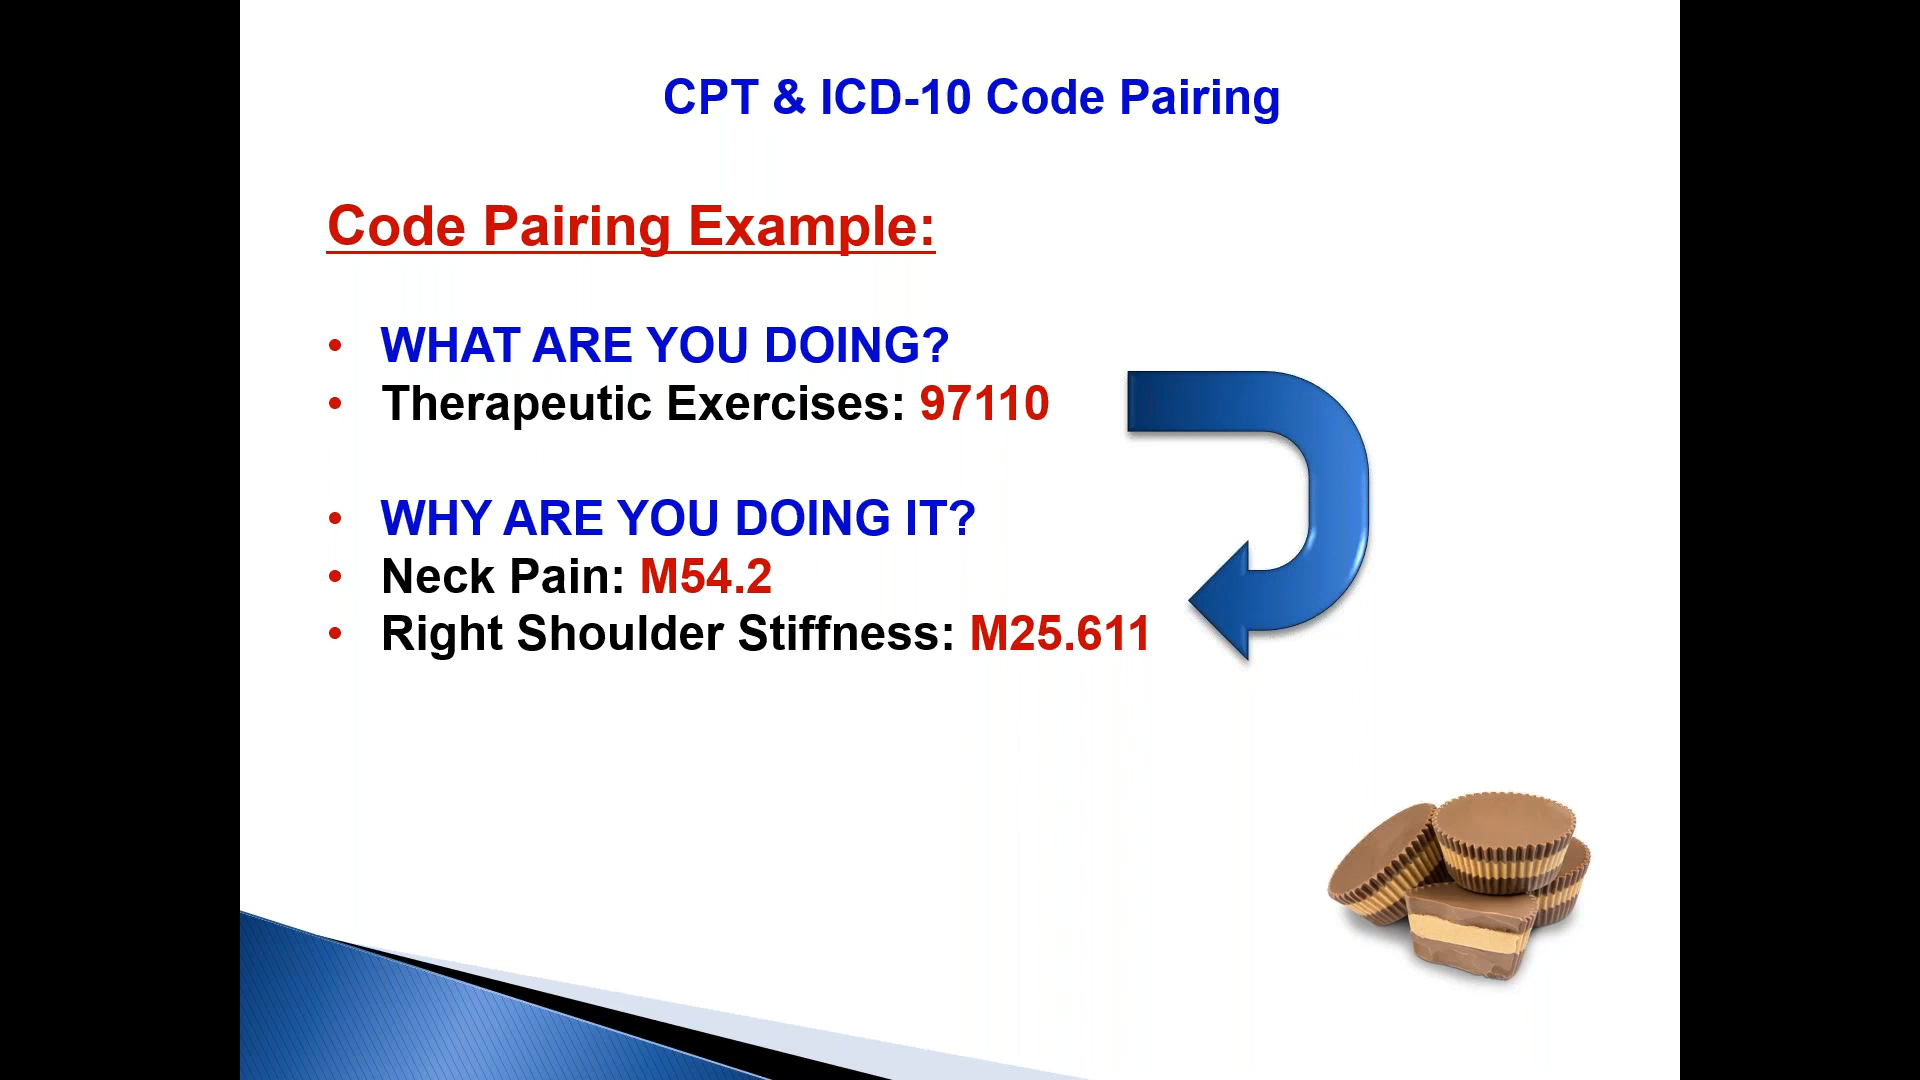 CPT & ICD-10 Code Pairing
Code Pairing Example:
• WHAT ARE YOU DOING?
• Therapeutic Exercises: 97110
• WHY ARE YOU DOING IT?
• Neck Pain: M54.2
• Right Shoulder Stiffness: M25.611